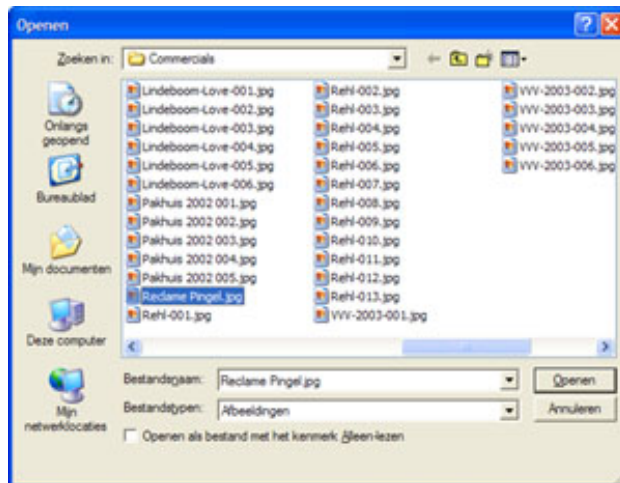 Openen
Zoeken in: Commercials
Onlangs geopend
Bureaublad
Mijn documenten
Deze computer
Mijn netwerklocaties
Lindeboom-Love-001.jpg
Lindeboom-Love-002.jpg
Lindeboom-Love-003.jpg
Lindeboom-Love-004.jpg
Lindeboom-Love-005.jpg
Lindeboom-Love-006.jpg
Pakhuis 2002 001.jpg
Pakhuis 2002 002.jpg
Pakhuis 2002 003.jpg
Pakhuis 2002 004.jpg
Pakhuis 2002 005.jpg
Reclame Pingel.jpg
Rehl-001.jpg
Rehl-002.jpg
Rehl-003.jpg
Rehl-004.jpg
Rehl-005.jpg
Rehl-006.jpg
Rehl-007.jpg
Rehl-008.jpg
Rehl-009.jpg
Rehl-010.jpg
Rehl-011.jpg
Rehl-012.jpg
Rehl-013.jpg
VVV-2003-001.jpg
VVV-2003-002.jpg
VVV-2003-003.jpg
VVV-2003-004.jpg
VVV-2003-005.jpg
VVV-2003-006.jpg
Bestandsnaam: Reclame Pingel.jpg Openen
Bestandstypen: Afbeeldingen Annuleren
Openen als bestand met het kenmerk Alleen-lezen